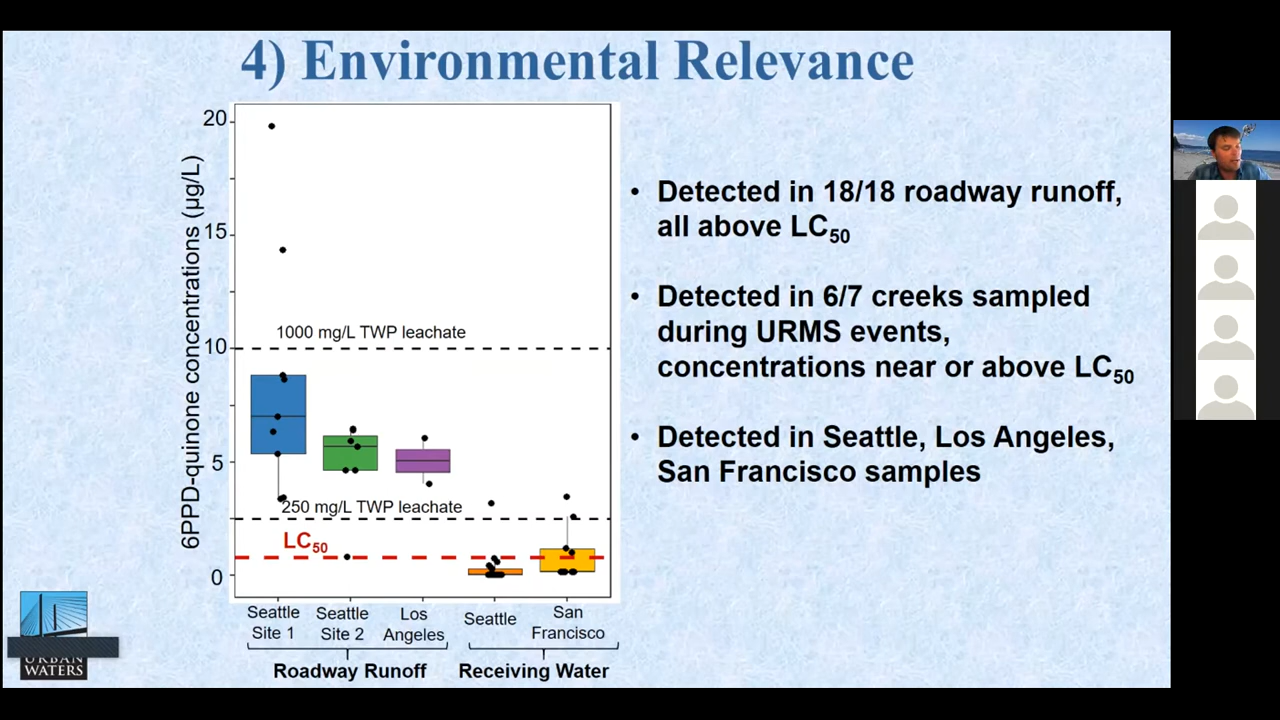 4) Environmental Relevance
6PPD-quinone concentrations (µg/L)
20
15
10
5
0
1000 mg/L TWP leachate
250 mg/L TWP leachate
LC50
Seattle
Site 1
Seattle
Site 2
Los
Angeles
Seattle
San
Francisco
Roadway Runoff
Receiving Water
• Detected in 18/18 roadway runoff,
all above LC50
• Detected in 6/7 creeks sampled
during URMS events,
concentrations near or above LC50
• Detected in Seattle, Los Angeles,
San Francisco samples
URBAN
WATERS